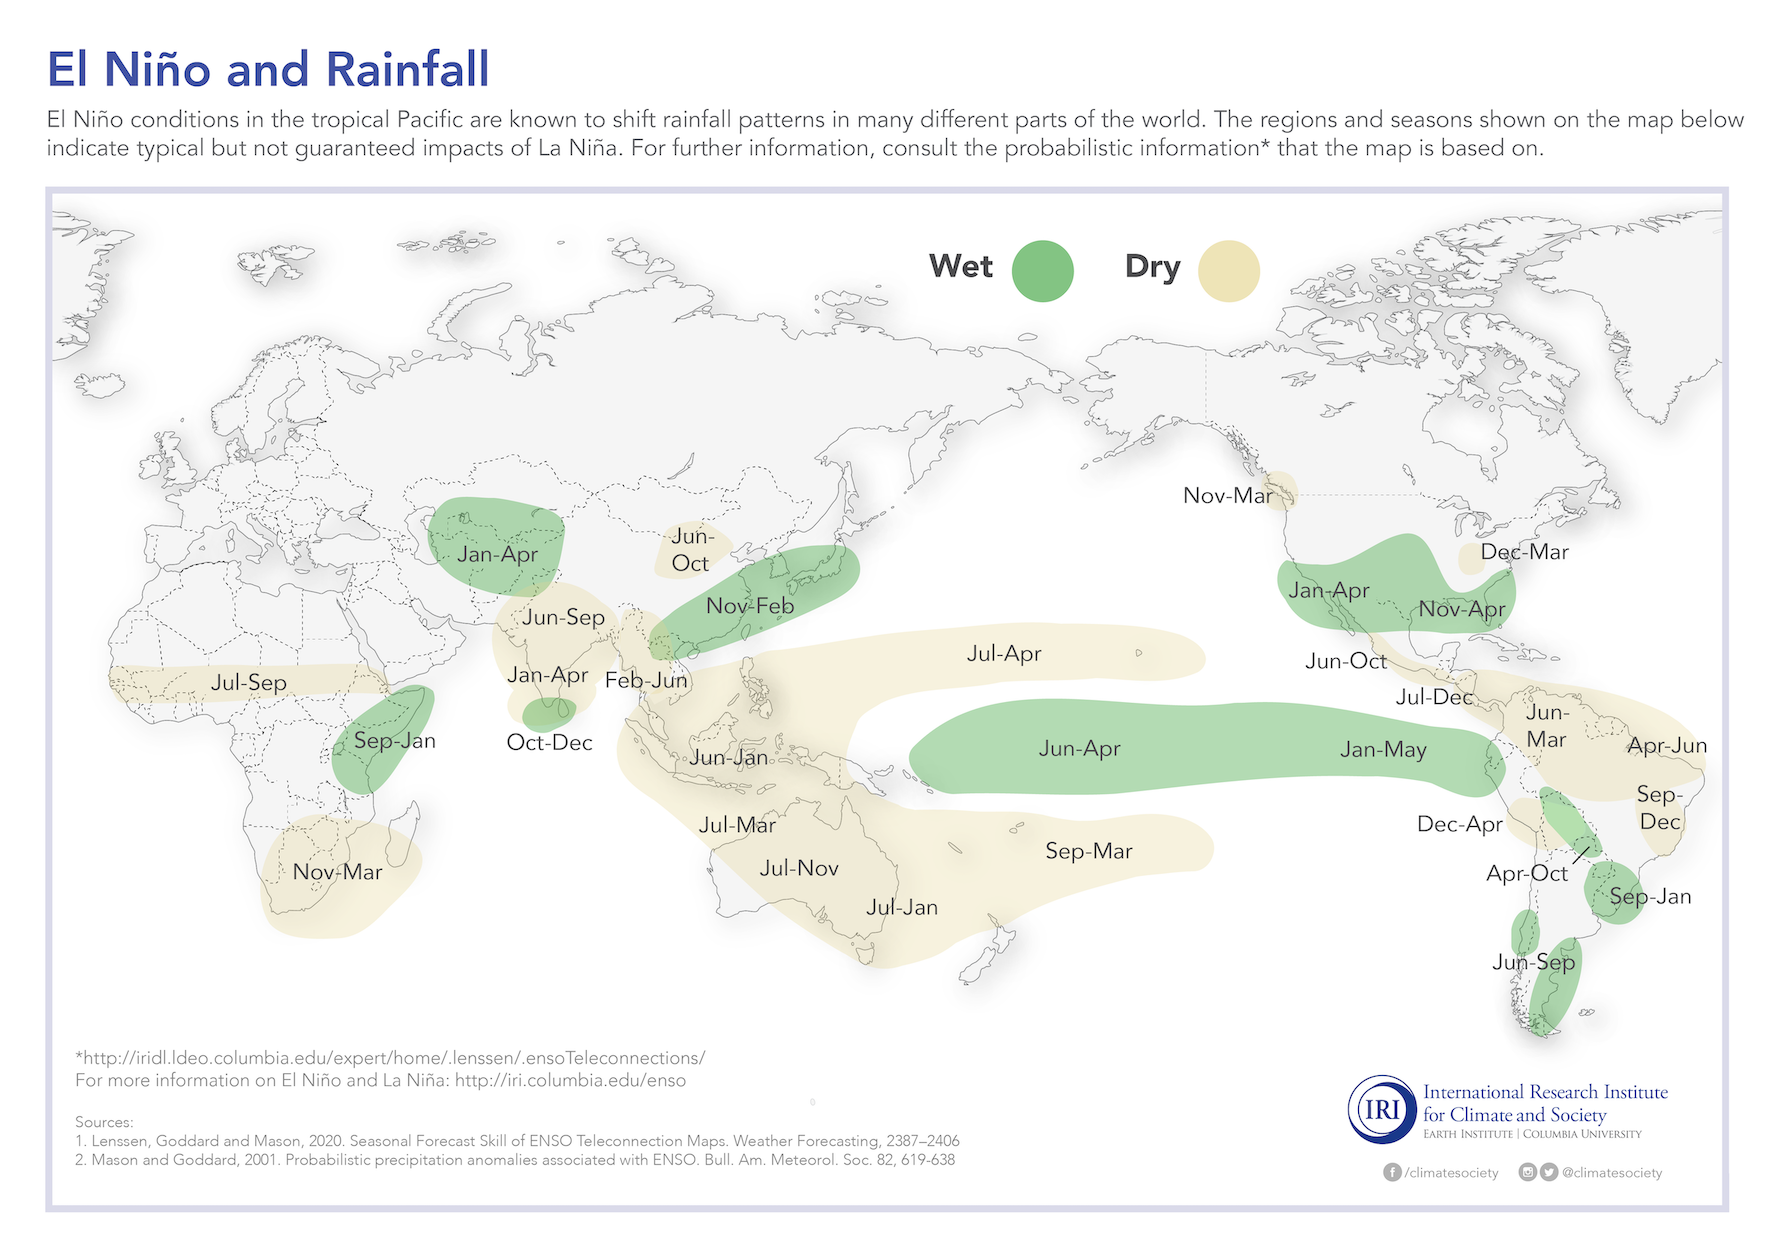 El Niño and Rainfall
El Niño conditions in the tropical Pacific are known to shift rainfall patterns in many different parts of the world. The regions and seasons shown on the map below
indicate typical but not guaranteed impacts of La Niña. For further information, consult the probabilistic information* that the map is based on.
Wet
Dry
Nov-Mar
Jun-
Oct
Dec-Mar
Jan-Apr
Jan-Apr
Nov-Feb
Nov-Apr
Jun-Sep
Jul-Apr
Jun-Oct
Jan-Apr
Feb-Jun
Jul-Sep
Jul-Dec
Jun-
Mar
Sep-Jan
Oct-Dec
Apr-Jun
Jun-Apr
Jan-May
Jun-Jan
Sep-
Dec
Jul-Mar
Dec-Apr
Sep-Mar
Nov-Mar
Jul-Nov
Apr-Oct
Sep-Jan
Jul-Jan
Jun-Sep
*http://iridl.ldeo.columbia.edu/expert/home/.lenssen/.ensoTeleconnections/
For more information on El Niño and La Niña: http://iri.columbia.edu/enso
Sources:
1. Lenssen, Goddard and Mason, 2020. Seasonal Forecast Skill of ENSO Teleconnection Maps. Weather Forecasting, 2387–2406
2. Mason and Goddard, 2001. Probabilistic precipitation anomalies associated with ENSO. Bull. Am. Meteorol. Soc. 82, 619-638
IRI
International Research Institute
for Climate and Society
Earth Institute | Columbia University
/climatesociety
@climatesociety